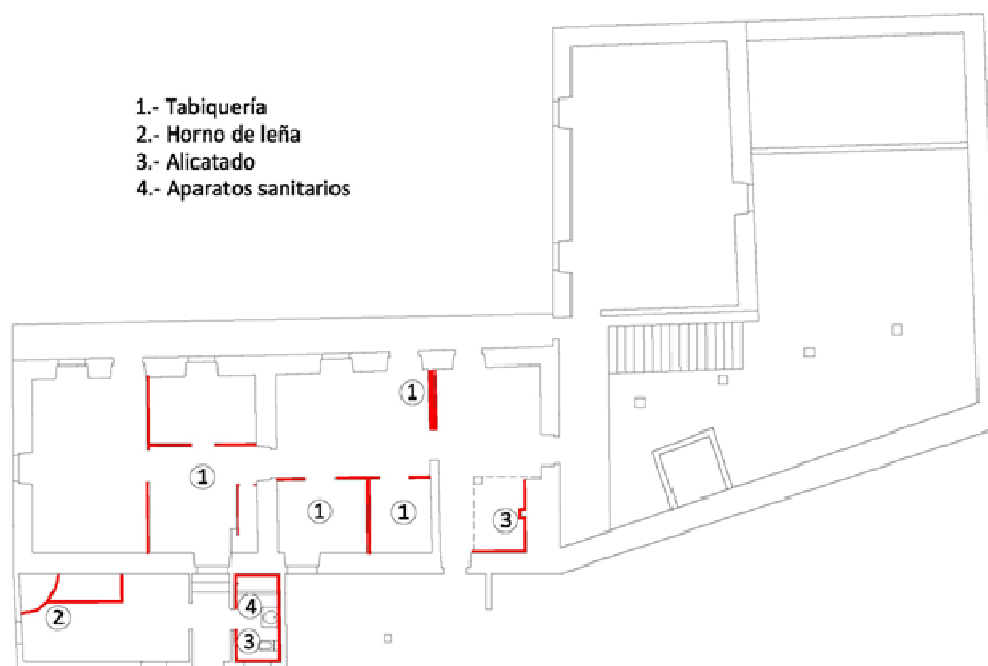 1.- Tabiquería
2.- Horno de leña
3.- Alicatado
4.- Aparatos sanitarios
1
1
1
1
3
4
2
3